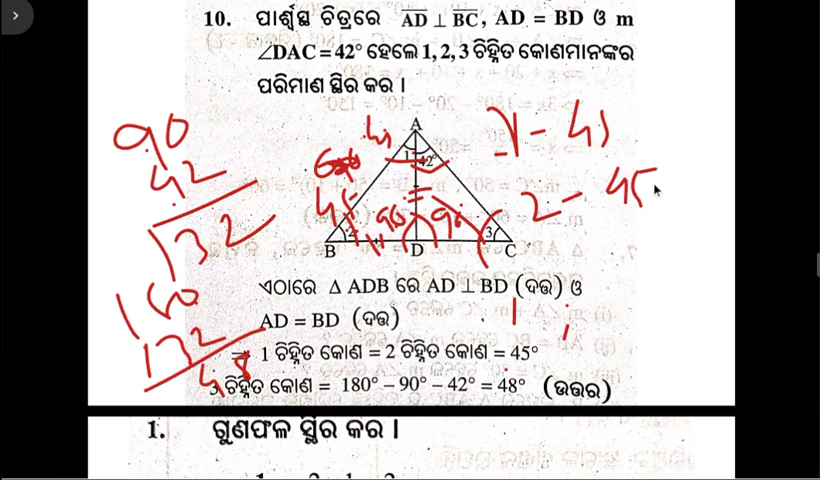 10. ପାର୍ଶ୍ୱସ୍ଥ ଚିତ୍ରରେ AD ⊥ BC, AD = BD ଓ m
∠DAC = 42° ହେଲେ 1, 2, 3 ଚିହ୍ନିତ କୋଣମାନଙ୍କର
ପରିମାଣ ସ୍ଥିର କର ।
90
42
132
180
132
48
A
1
42°
45
90
90
2
3
B
D
C
2 - 45
ଏଠାରେ Δ ADB ରେ AD ⊥ BD (ଦତ୍ତ) ଓ
AD = BD (ଦତ୍ତ)
⇒ 1 ଚିହ୍ନିତ କୋଣ = 2 ଚିହ୍ନିତ କୋଣ = 45°
3 ଚିହ୍ନିତ କୋଣ = 180° – 90° – 42° = 48° (ଉତ୍ତର)
1. ଗୁଣଫଳ ସ୍ଥିର କର ।